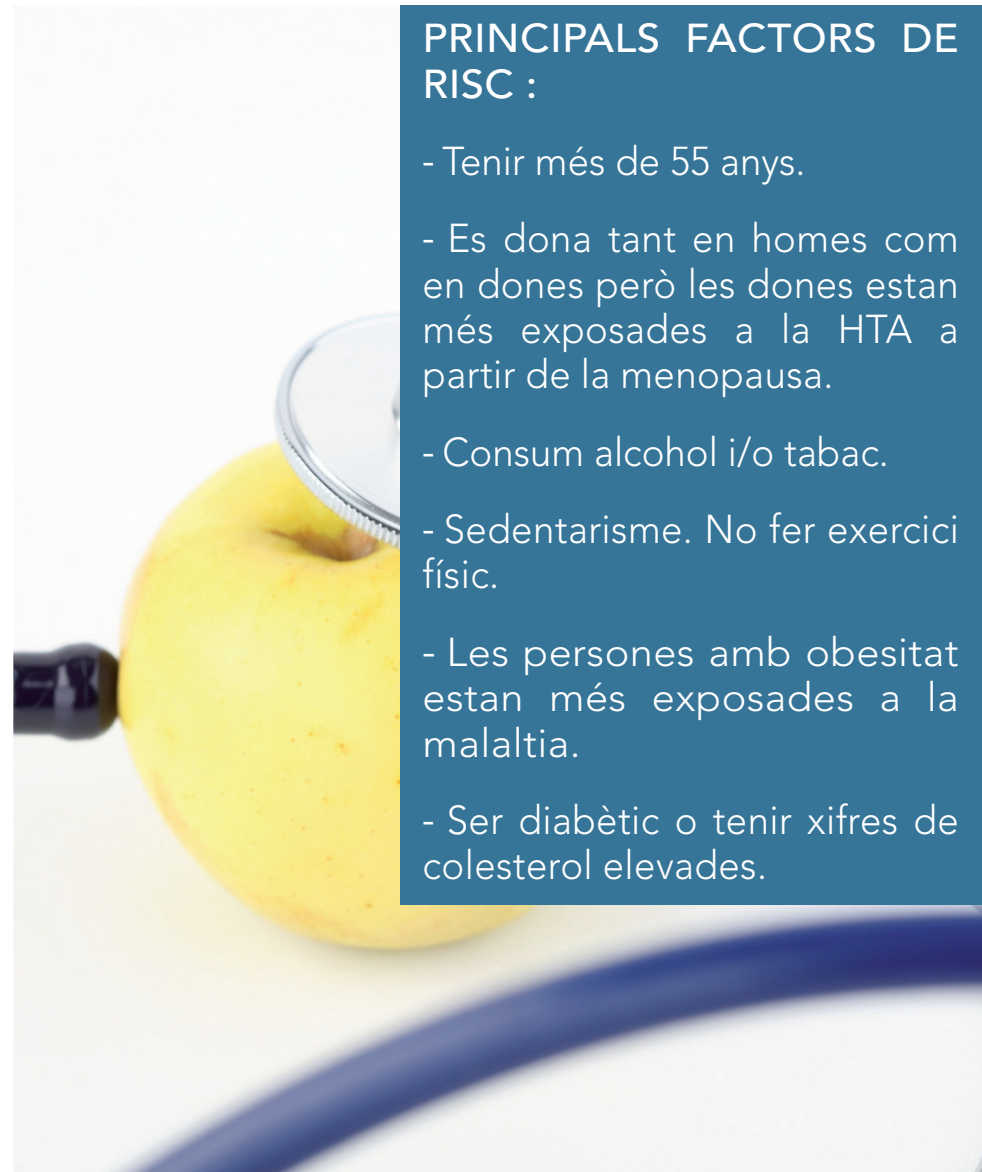 PRINCIPALS FACTORS DE
RISC :
- Tenir més de 55 anys.
- Es dona tant en homes com
en dones però les dones estan
més exposades a la HTA a
partir de la menopausa.
- Consum alcohol i/o tabac.
- Sedentarisme. No fer exercici
físic.
- Les persones amb obesitat
estan més exposades a la
malaltia.
- Ser diabètic o tenir xifres de
colesterol elevades.